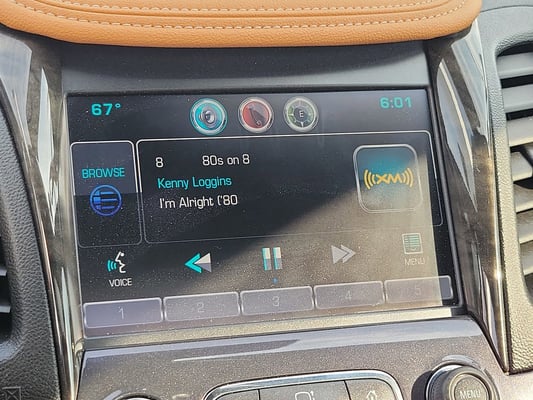 67°
E
6:01
BROWSE
8 80s on 8
Kenny Loggins
I'm Alright ('80
((XM))
VOICE
MENU
1 2 3 4 5
MENU